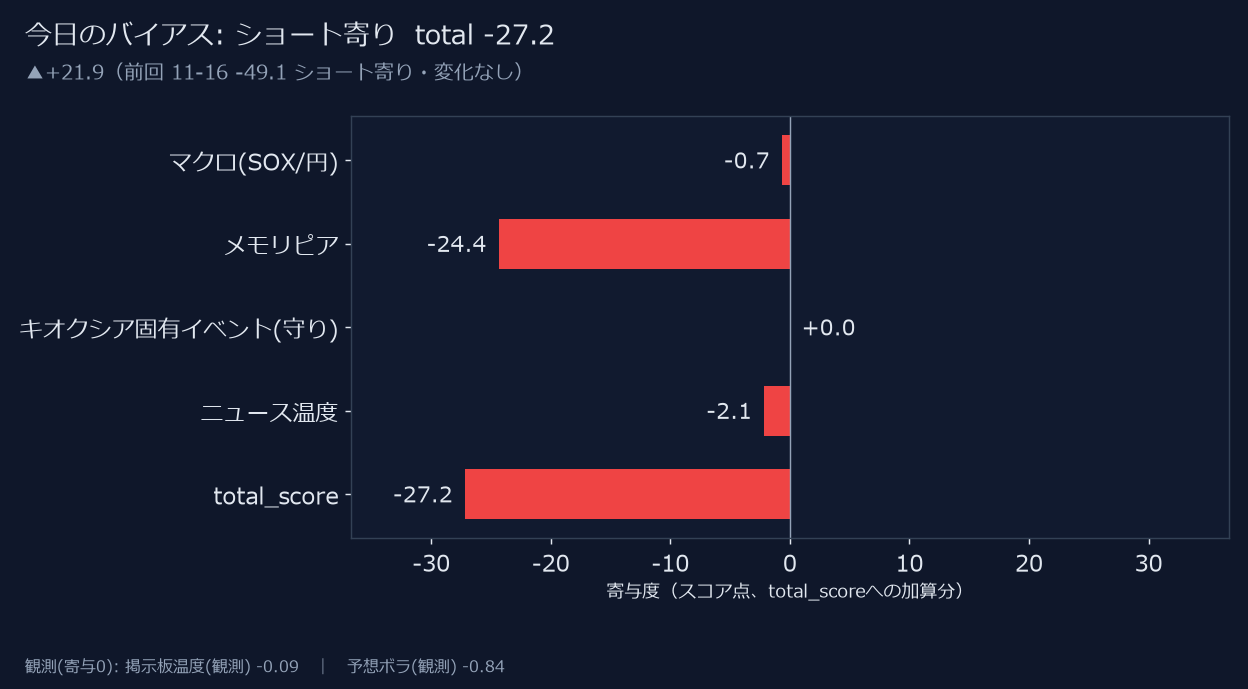 今日のバイアス: ショート寄り total -27.2
▲+21.9（前回 11-16 -49.1 ショート寄り・変化なし）
マクロ(SOX/円) -0.7
メモリピア -24.4
キオクシア固有イベント(守り) +0.0
ニュース温度 -2.1
total_score -27.2
-30 -20 -10 0 10 20 30
寄与度（スコア点、total_scoreへの加算分）
観測(寄与0): 掲示板温度(観測) -0.09 ｜ 予想ボラ(観測) -0.84